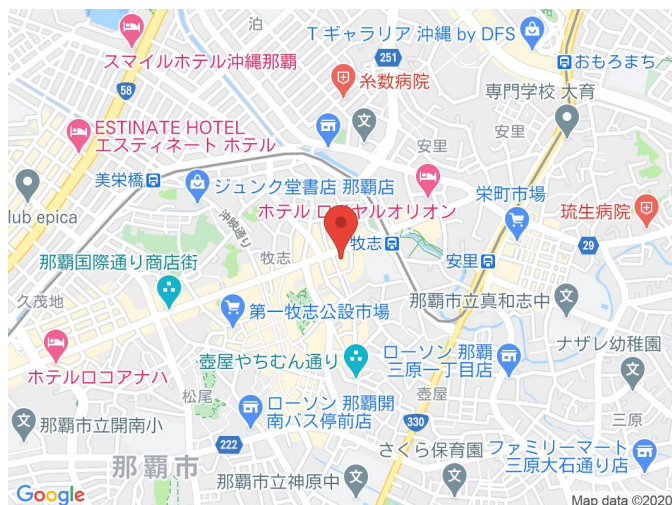 泊
Tギャラリア 沖縄 by DFS
スマイルホテル沖縄那覇
251
おもろまち
58
糸数病院
専門学校 大育
ESTINATE HOTEL
エスティネート ホテル
安里
美栄橋
ジュンク堂書店 那覇店
栄町市場
lub epica
ホテル ロイヤルオリオン
琉生病院
沖映通り
牧志
牧志
29
那覇国際通り商店街
安里
久茂地
那覇市立真和志中
第一牧志公設市場
ナザレ幼稚園
壺屋やちむん通り
ローソン 那覇
三原一丁目店
ホテルロコアナハ
松尾
壺屋
ローソン 那覇開
南バス停前店
330
三原
那覇市立開南小
222
さくら保育園
ファミリーマート
三原大石通り店
那覇市
那覇市立神原中
Google
Map data ©2020